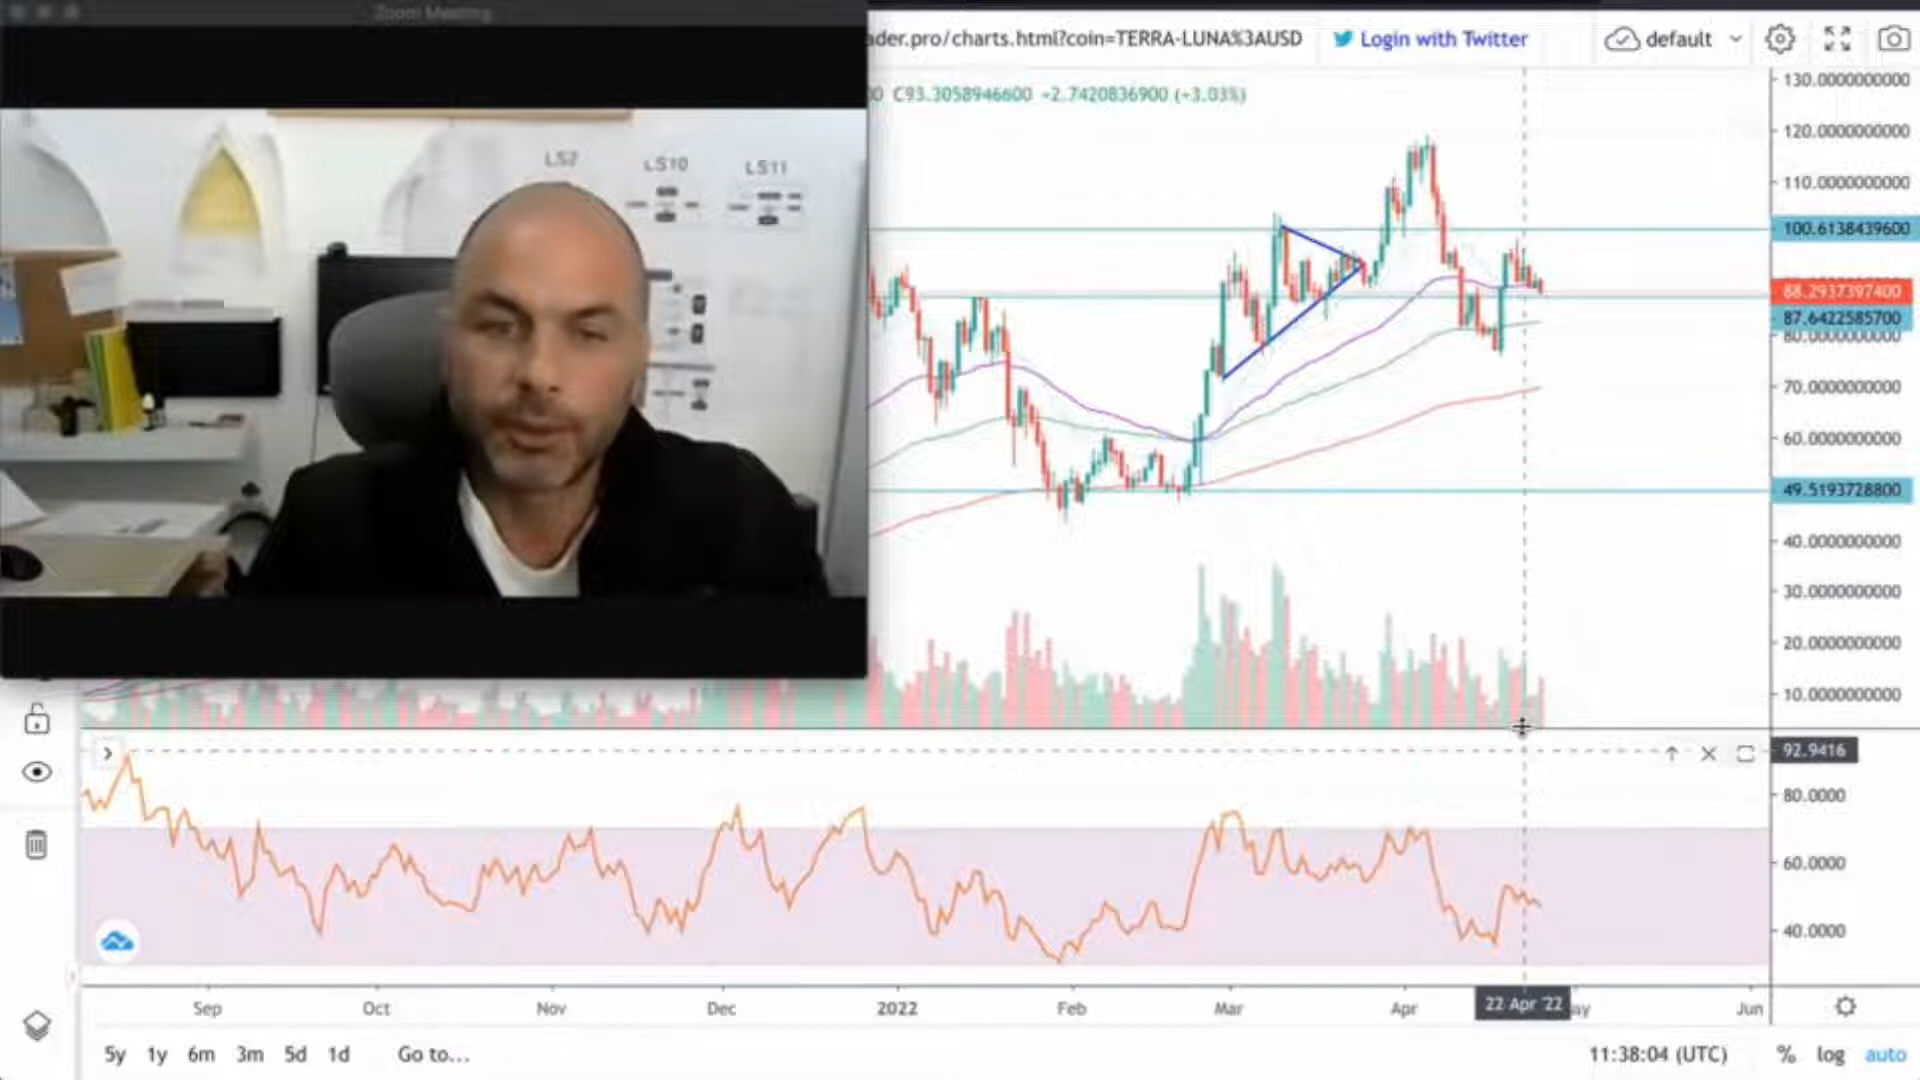 Zoom Meeting
ader.pro/charts.html?coin=TERRA-LUNA%3AUSD
Login with Twitter
default
C93.3058946600 +2.7420836900 (+3.03%)
LS7
LS10
LS11
130.0000000000
120.0000000000
110.0000000000
100.6138439600
88.2937397400
87.6422585700
80.0000000000
70.0000000000
60.0000000000
49.5193728800
40.0000000000
30.0000000000
20.0000000000
10.0000000000
92.9416
80.0000
60.0000
40.0000
Sep Oct Nov Dec 2022 Feb Mar Apr 22 Apr '22 ay Jun
5y 1y 6m 3m 5d 1d Go to...
11:38:04 (UTC) % log auto